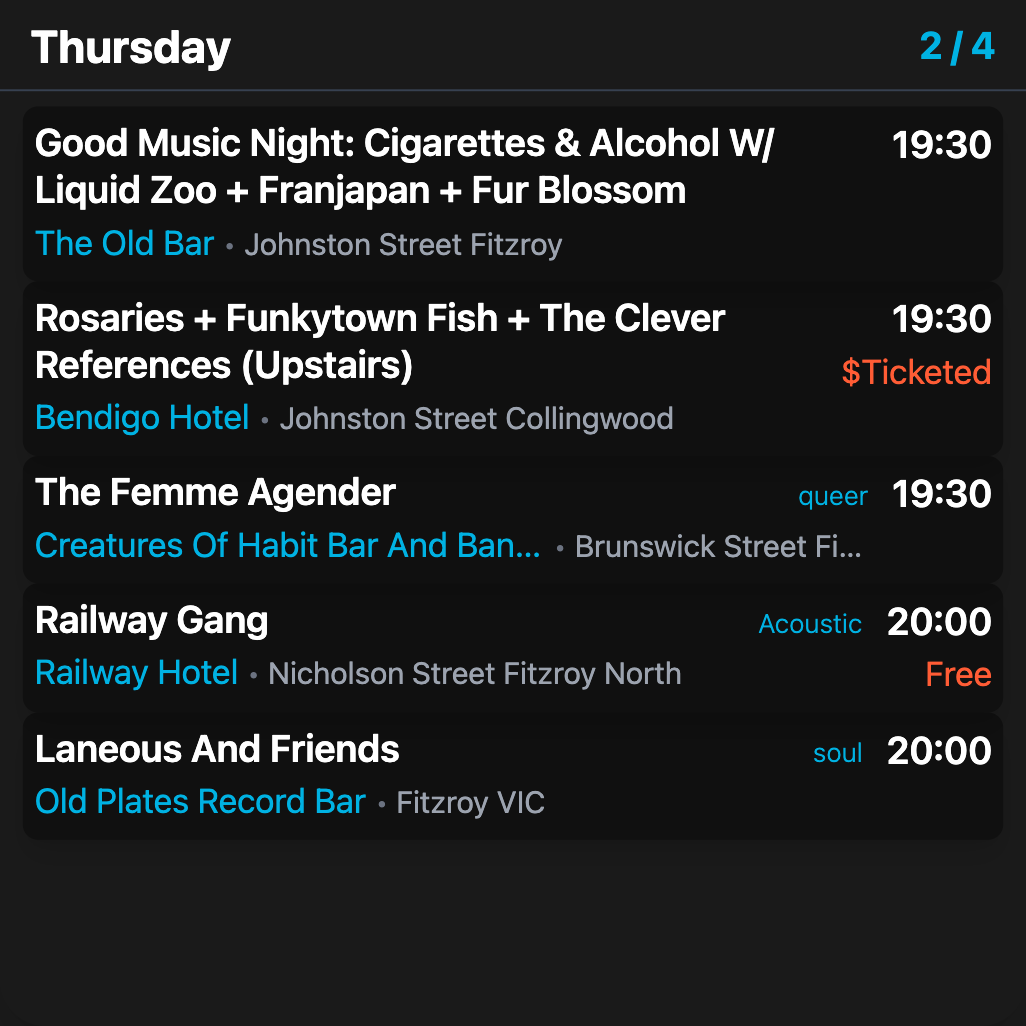 Thursday 2 / 4
Good Music Night: Cigarettes & Alcohol W/ 19:30
Liquid Zoo + Franjapan + Fur Blossom
The Old Bar • Johnston Street Fitzroy
Rosaries + Funkytown Fish + The Clever 19:30
References (Upstairs) $Ticketed
Bendigo Hotel • Johnston Street Collingwood
The Femme Agender queer 19:30
Creatures Of Habit Bar And Ban... • Brunswick Street Fi...
Railway Gang Acoustic 20:00
Railway Hotel • Nicholson Street Fitzroy North Free
Laneous And Friends soul 20:00
Old Plates Record Bar • Fitzroy VIC